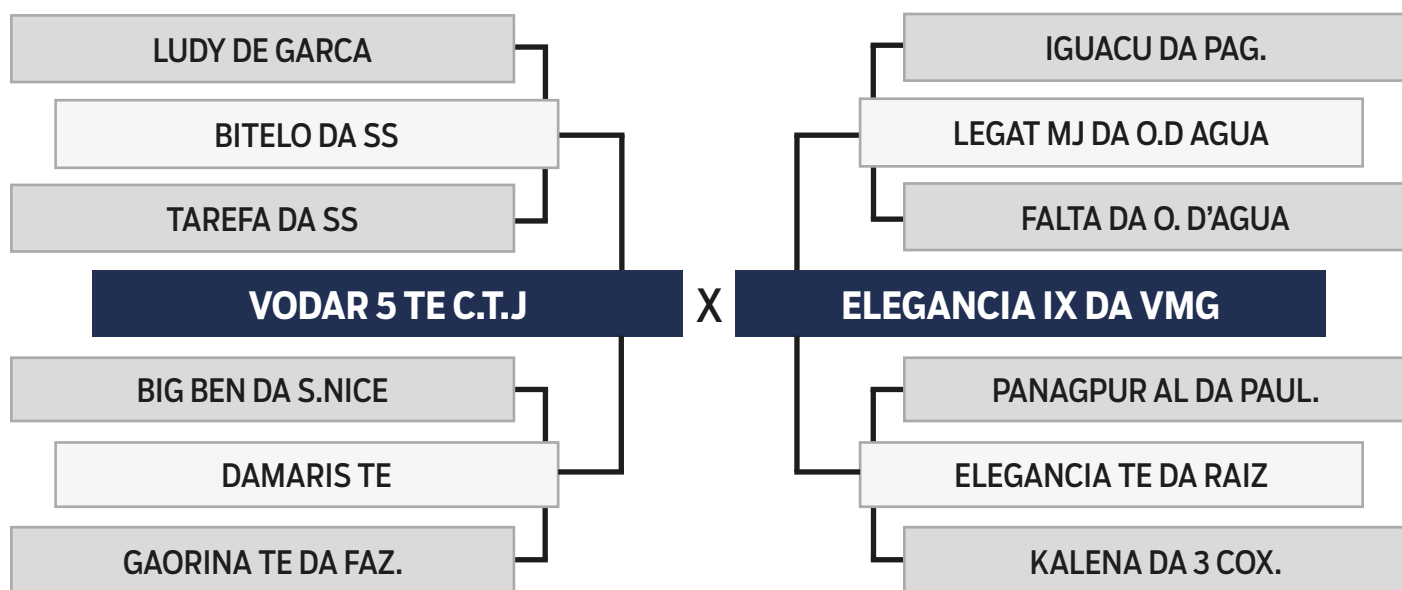 LUDY DE GARCA
BITELO DA SS
TAREFA DA SS
VODAR 5 TE C.T.J
BIG BEN DA S.NICE
DAMARIS TE
GAORINA TE DA FAZ.
X
IGUACU DA PAG.
LEGAT MJ DA O.D AGUA
FALTA DA O. D’AGUA
ELEGANCIA IX DA VMG
PANAGPUR AL DA PAUL.
ELEGANCIA TE DA RAIZ
KALENA DA 3 COX.